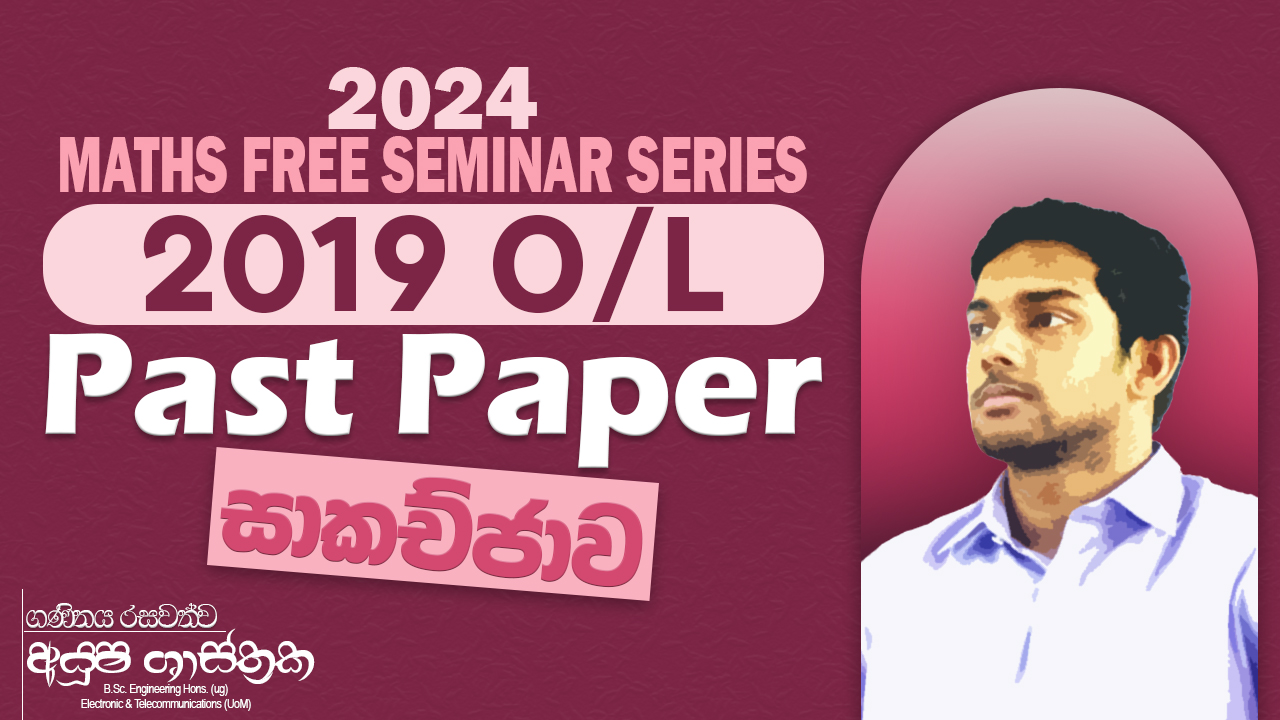 2024
MATHS FREE SEMINAR SERIES
2019 O/L
Past Paper
සාකච්ඡාව
ගණිතය රසවත්ව
අයුෂ ශාස්ත්‍රක
B.Sc. Engineering Hons. (ug)
Electronic & Telecommunications (UoM)